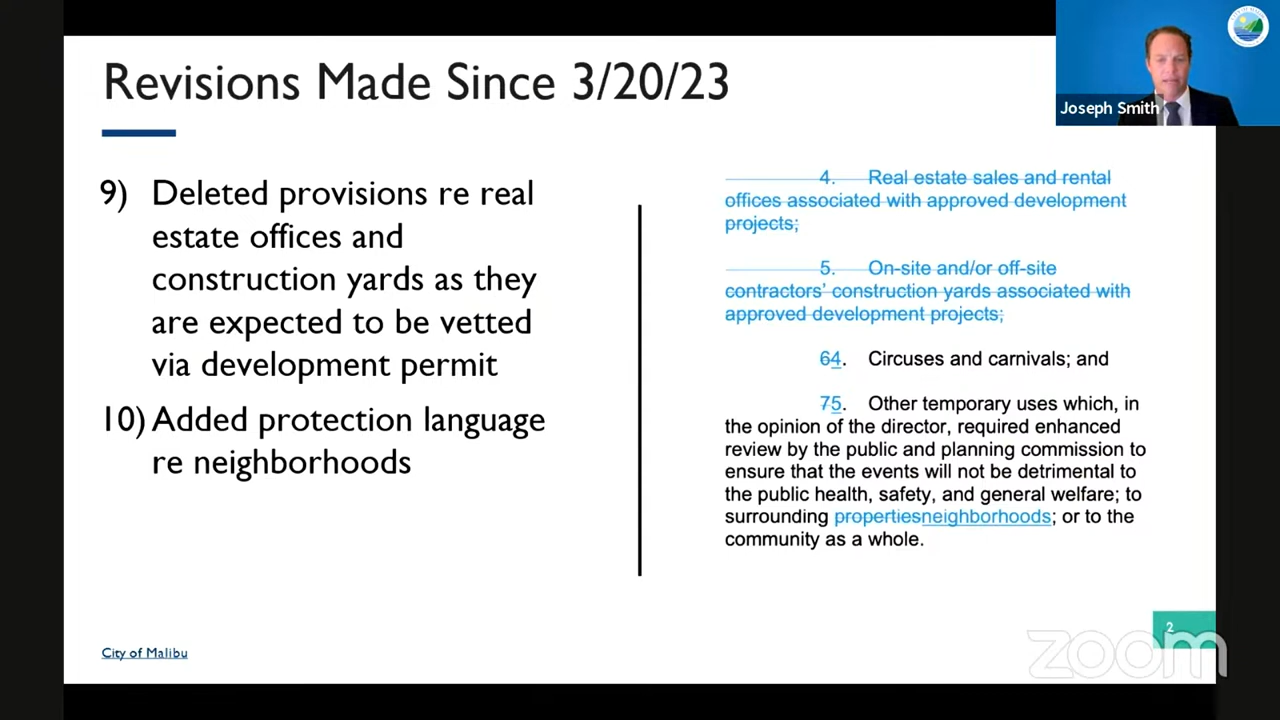 Revisions Made Since 3/20/23
Joseph Smith
9) Deleted provisions re real
estate offices and
construction yards as they
are expected to be vetted
via development permit
10) Added protection language
re neighborhoods
4. Real estate sales and rental
offices associated with approved development
projects;
5. On-site and/or off-site
contractors' construction yards associated with
approved development projects;
64. Circuses and carnivals; and
75. Other temporary uses which, in
the opinion of the director, required enhanced
review by the public and planning commission to
ensure that the events will not be detrimental to
the public health, safety, and general welfare; to
surrounding propertiesneighborhoods; or to the
community as a whole.
City of Malibu
2
zoom